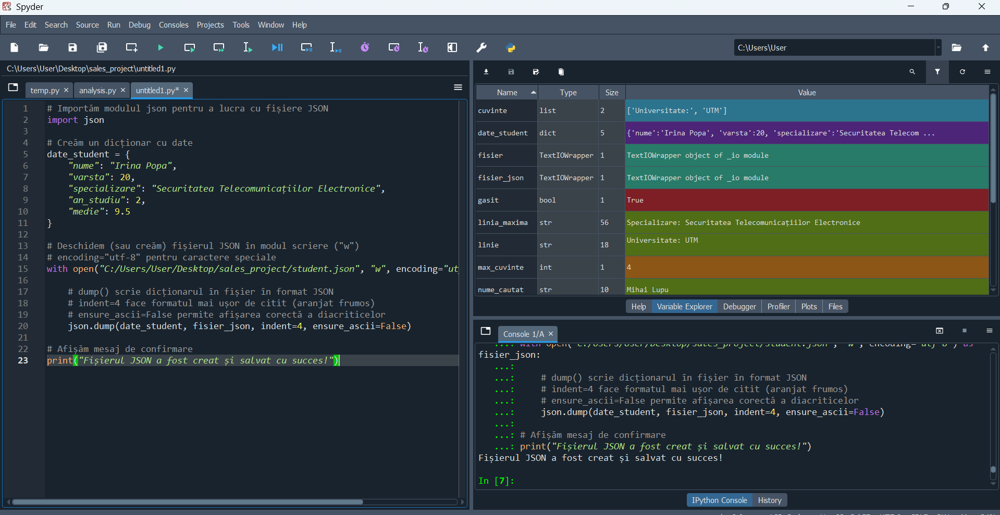 Spyder
File Edit Search Source Run Debug Consoles Projects Tools Window Help
C:\Users\User
C:\Users\User\Desktop\sales_project\untitled1.py
temp.py analysis.py untitled1.py*
1 # Importăm modulul json pentru a lucra cu fișiere JSON
2 import json
3
4 # Creăm un dicționar cu date
5 date_student = {
6 "nume": "Irina Popa",
7 "varsta": 20,
8 "specializare": "Securitatea Telecomunicațiilor Electronice",
9 "an_studiu": 2,
10 "medie": 9.5
11 }
12
13 # Deschidem (sau creăm) fișierul JSON în modul scriere ("w")
14 # encoding="utf-8" pentru caractere speciale
15 with open("C:/Users/User/Desktop/sales_project/student.json", "w", encoding="ut
16
17 # dump() scrie dicționarul în fișier în format JSON
18 # indent=4 face formatul mai ușor de citit (aranjat frumos)
19 # ensure_ascii=False permite afișarea corectă a diacriticelor
20 json.dump(date_student, fisier_json, indent=4, ensure_ascii=False)
21
22 # Afișăm mesaj de confirmare
23 print("Fișierul JSON a fost creat și salvat cu succes!")
Name Type Size Value
cuvinte list 2 ['Universitate:', 'UTM']
date_student dict 5 {'nume':'Irina Popa', 'varsta':20, 'specializare':'Securitatea Telecom ...
fisier TextIOWrapper 1 TextIOWrapper object of _io module
fisier_json TextIOWrapper 1 TextIOWrapper object of _io module
gasit bool 1 True
linia_maxima str 56 Specializare: Securitatea Telecomunicațiilor Electronice
linie str 18 Universitate: UTM
max_cuvinte int 1 4
nume_cautat str 10 Mihai Lupu
Help Variable Explorer Debugger Profiler Plots Files
Console 1/A
...: with open("C:/Users/User/Desktop/sales_project/student.json", "w", encoding="utf-8") as
fisier_json:
...:
...: # dump() scrie dicționarul în fișier în format JSON
...: # indent=4 face formatul mai ușor de citit (aranjat frumos)
...: # ensure_ascii=False permite afișarea corectă a diacriticelor
...: json.dump(date_student, fisier_json, indent=4, ensure_ascii=False)
...:
...: # Afișăm mesaj de confirmare
...: print("Fișierul JSON a fost creat și salvat cu succes!")
Fișierul JSON a fost creat și salvat cu succes!
In [7]:
IPython Console History